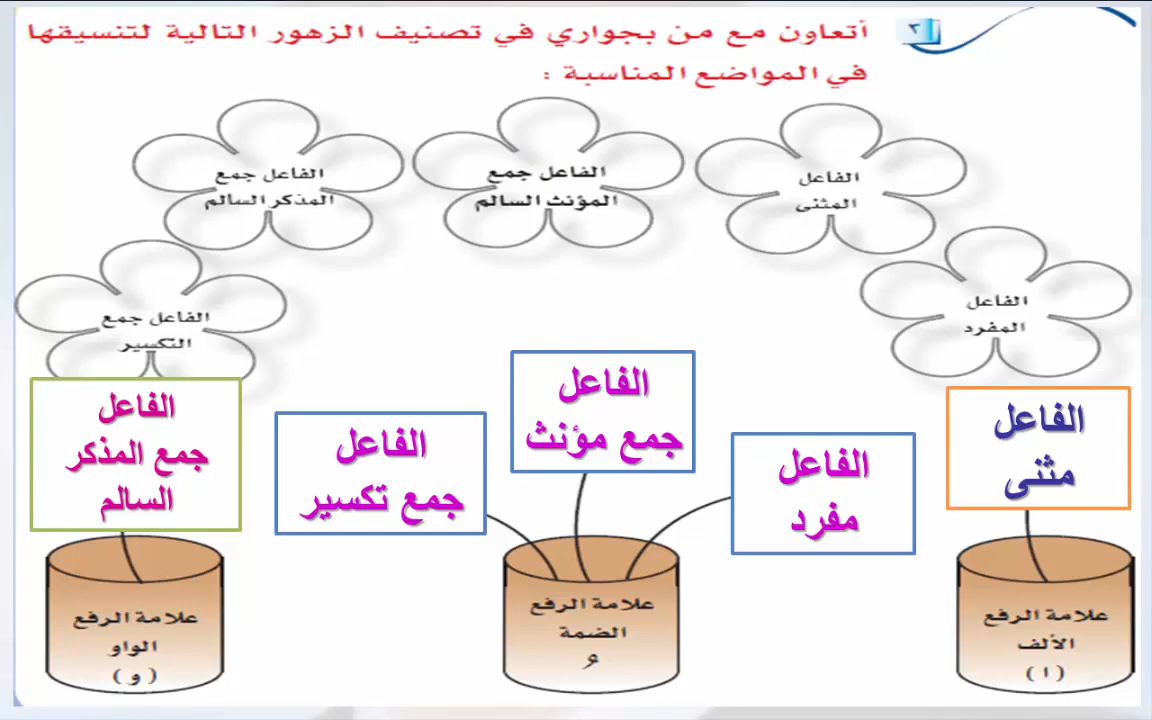 ٣
أتعاون مع من بجواري في تصنيف الزهور التالية لتنسيقها
في المواضع المناسبة :
الفاعل
المثنى
الفاعل جمع
المؤنث السالم
الفاعل جمع
المذكر السالم
الفاعل
المفرد
الفاعل جمع
التكسير
الفاعل
مثنى
الفاعل
مفرد
الفاعل
جمع مؤنث
الفاعل
جمع تكسير
الفاعل
جمع المذكر
السالم
علامة الرفع
الألف
( ا )
علامة الرفع
الضمة
ـُ
علامة الرفع
الواو
( و )